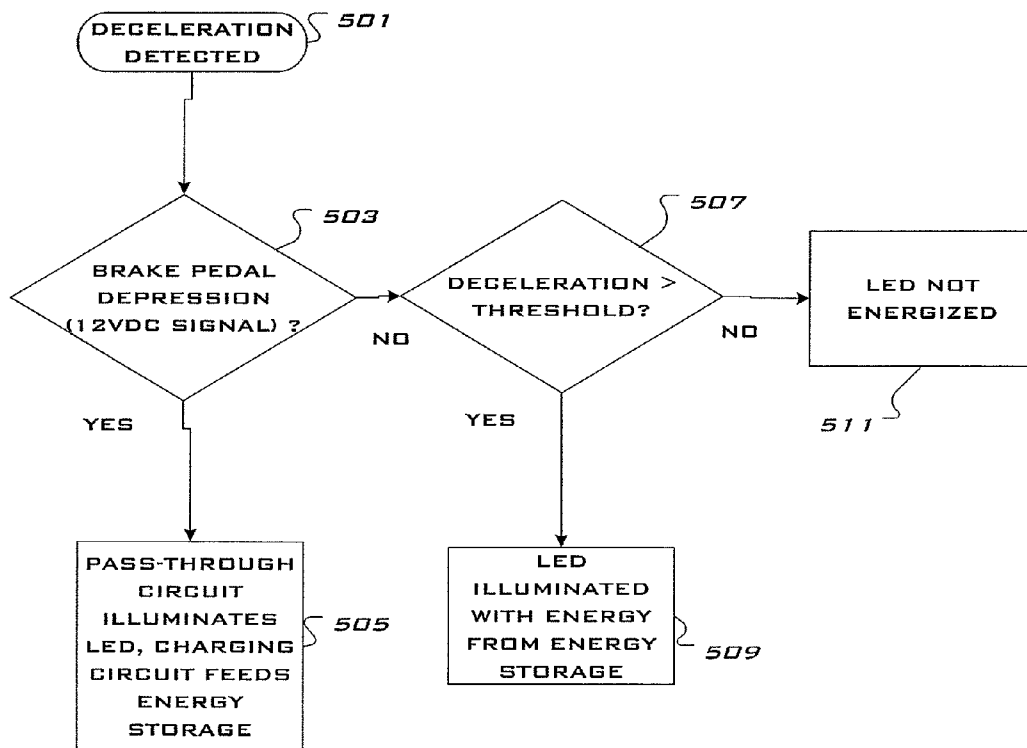 DECELERATION
DETECTED
501
BRAKE PEDAL
DEPRESSION
(12VDC SIGNAL) ?
503
NO
YES
DECELERATION >
THRESHOLD?
507
NO
YES
LED NOT
ENERGIZED
511
PASS-THROUGH
CIRCUIT
ILLUMINATES
LED, CHARGING
CIRCUIT FEEDS
ENERGY
STORAGE
505
LED
ILLUMINATED
WITH ENERGY
FROM ENERGY
STORAGE
509